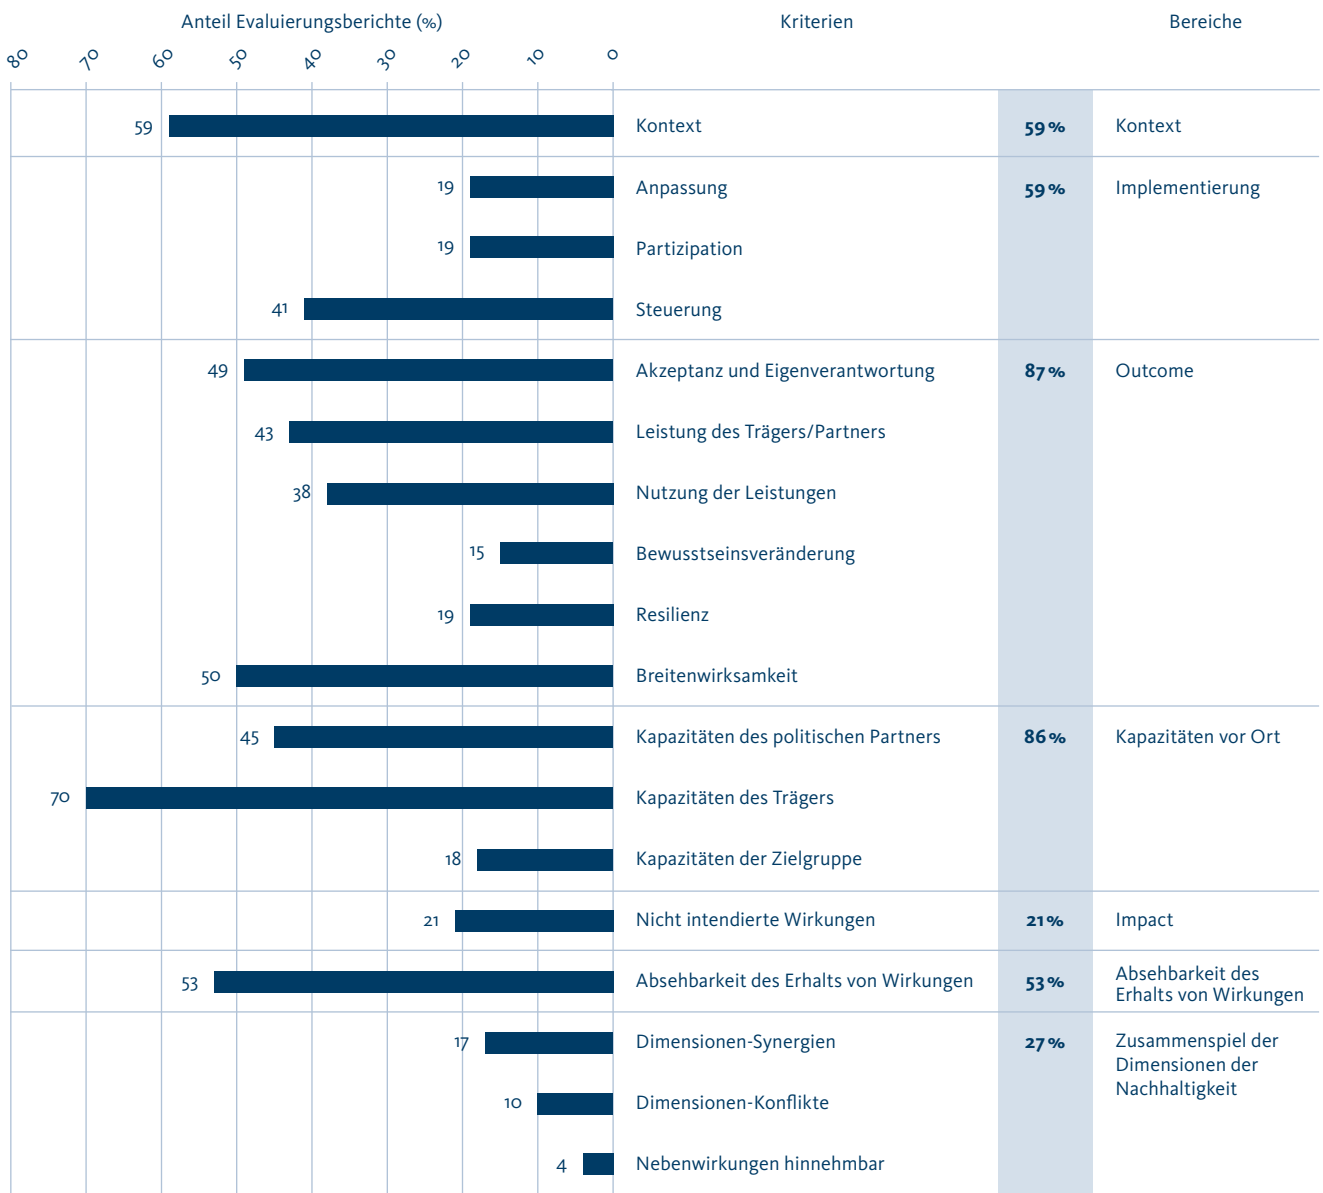 Anteil Evaluierungsberichte (%) Kriterien Bereiche
80 70 60 50 40 30 20 10 0
59 Kontext 59 % Kontext
19 Anpassung 59 % Implementierung
19 Partizipation
41 Steuerung
49 Akzeptanz und Eigenverantwortung 87 % Outcome
43 Leistung des Trägers/Partners
38 Nutzung der Leistungen
15 Bewusstseinsveränderung
19 Resilienz
50 Breitenwirksamkeit
45 Kapazitäten des politischen Partners 86 % Kapazitäten vor Ort
70 Kapazitäten des Trägers
18 Kapazitäten der Zielgruppe
21 Nicht intendierte Wirkungen 21 % Impact
53 Absehbarkeit des Erhalts von Wirkungen 53 % Absehbarkeit des
Erhalts von Wirkungen
17 Dimensionen-Synergien 27 % Zusammenspiel der
Dimensionen der
Nachhaltigkeit
10 Dimensionen-Konflikte
4 Nebenwirkungen hinnehmbar